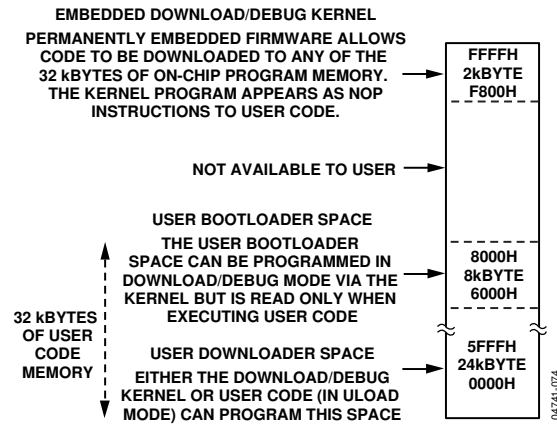 EMBEDDED DOWNLOAD/DEBUG KERNEL
PERMANENTLY EMBEDDED FIRMWARE ALLOWS
CODE TO BE DOWNLOADED TO ANY OF THE
32 kBYTES OF ON-CHIP PROGRAM MEMORY.
THE KERNEL PROGRAM APPEARS AS NOP
INSTRUCTIONS TO USER CODE.
FFFFH
2kBYTE
F800H
NOT AVAILABLE TO USER
USER BOOTLOADER SPACE
THE USER BOOTLOADER
SPACE CAN BE PROGRAMMED IN
DOWNLOAD/DEBUG MODE VIA THE
KERNEL BUT IS READ ONLY WHEN
EXECUTING USER CODE
8000H
8kBYTE
6000H
32 kBYTES
OF USER
CODE
MEMORY
USER DOWNLOADER SPACE
EITHER THE DOWNLOAD/DEBUG
KERNEL OR USER CODE (IN ULOAD
MODE) CAN PROGRAM THIS SPACE
5FFFH
24kBYTE
0000H
04741-074